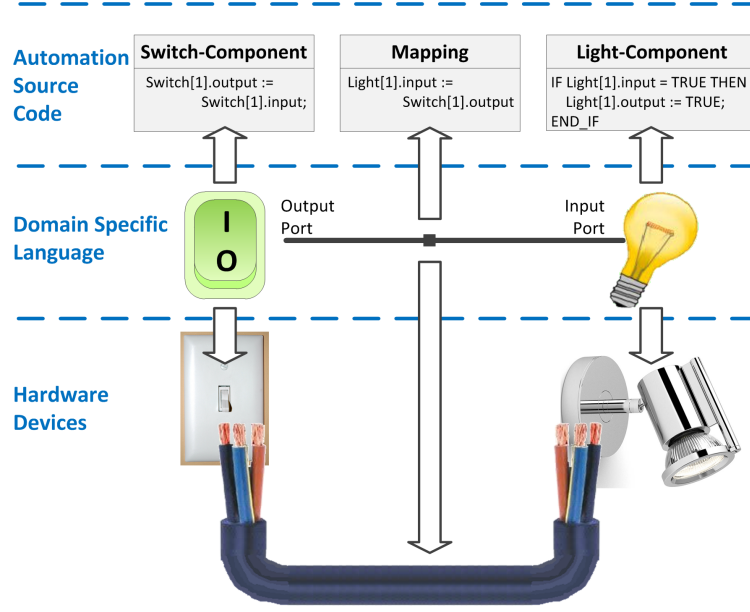 Automation
Source
Code
Switch-Component
Switch[1].output :=
Switch[1].input;
Mapping
Light[1].input :=
Switch[1].output
Light-Component
IF Light[1].input = TRUE THEN
Light[1].output := TRUE;
END_IF
Domain Specific
Language
I
O
Output
Port
Input
Port
Hardware
Devices